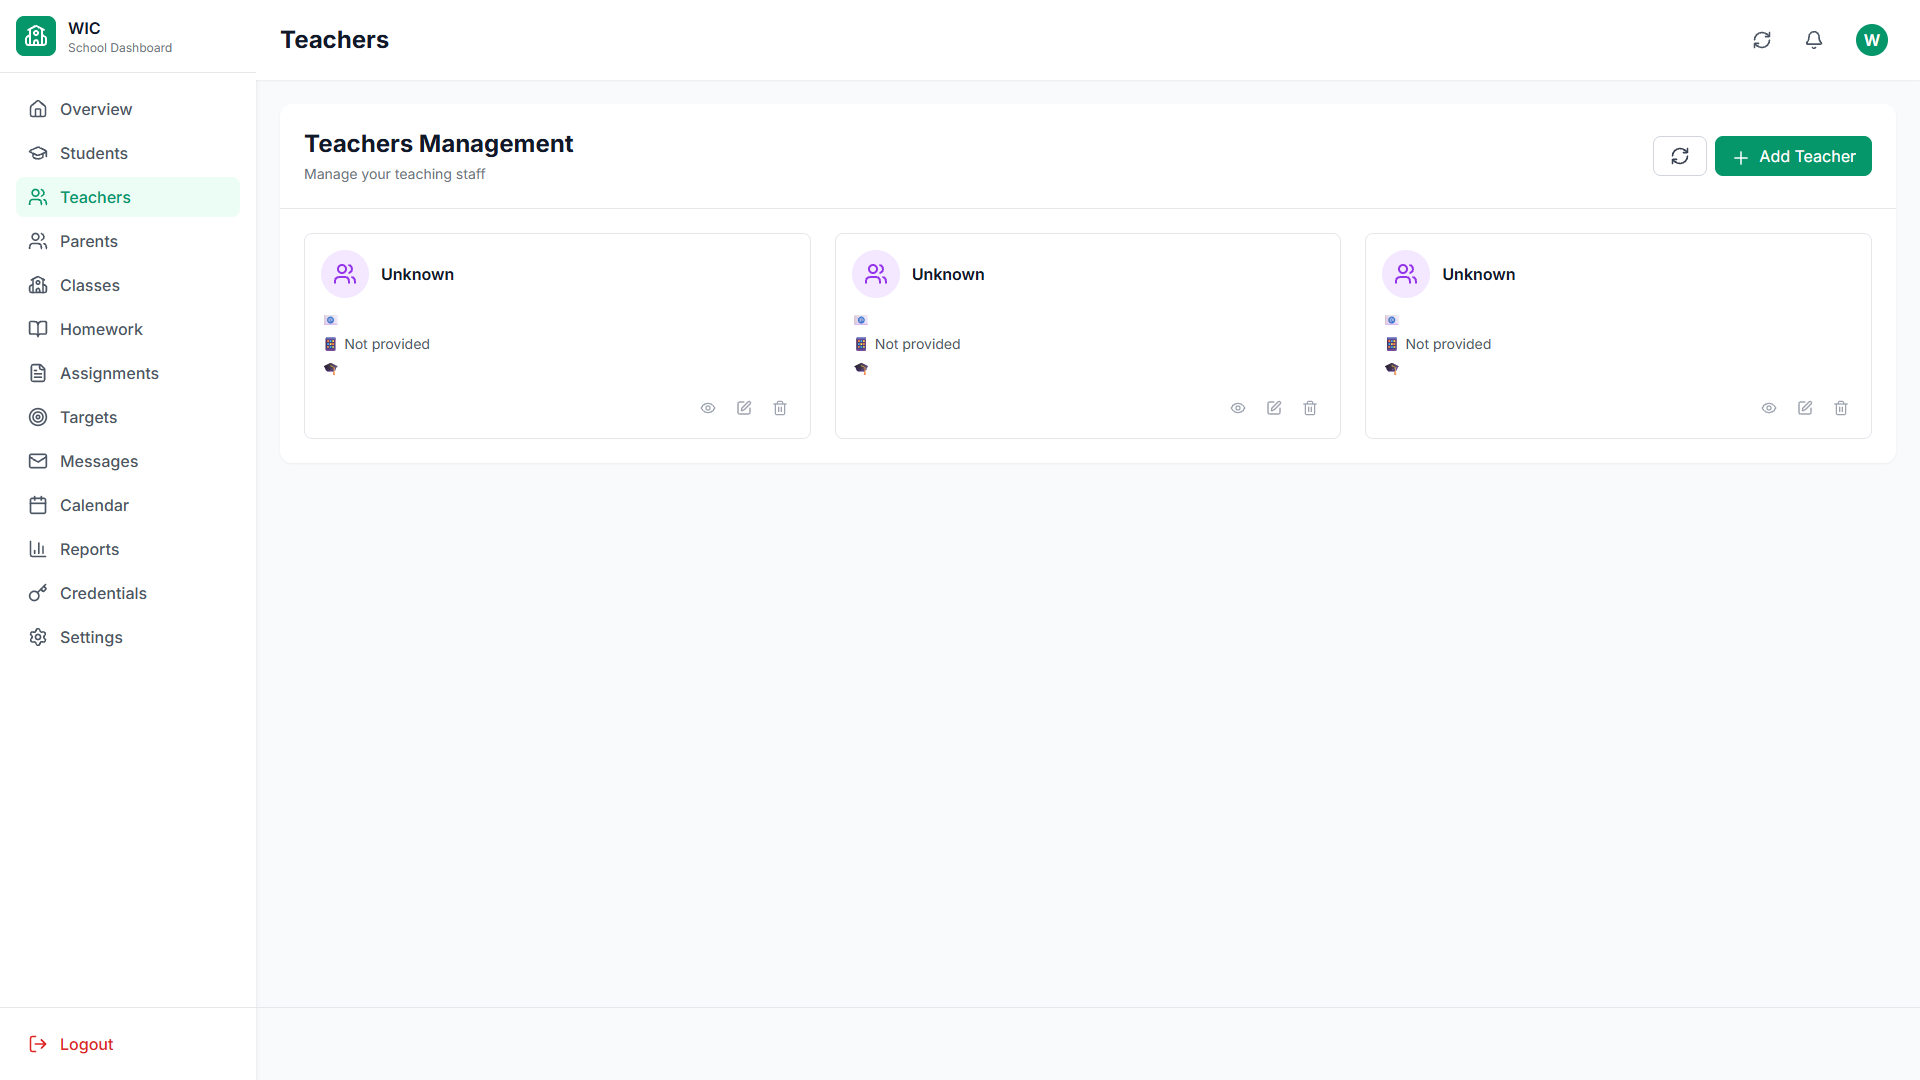 WIC
School Dashboard
Overview
Students
Teachers
Parents
Classes
Homework
Assignments
Targets
Messages
Calendar
Reports
Credentials
Settings
Logout
Teachers
W
Teachers Management
Manage your teaching staff
Add Teacher
Unknown
Not provided
Unknown
Not provided
Unknown
Not provided